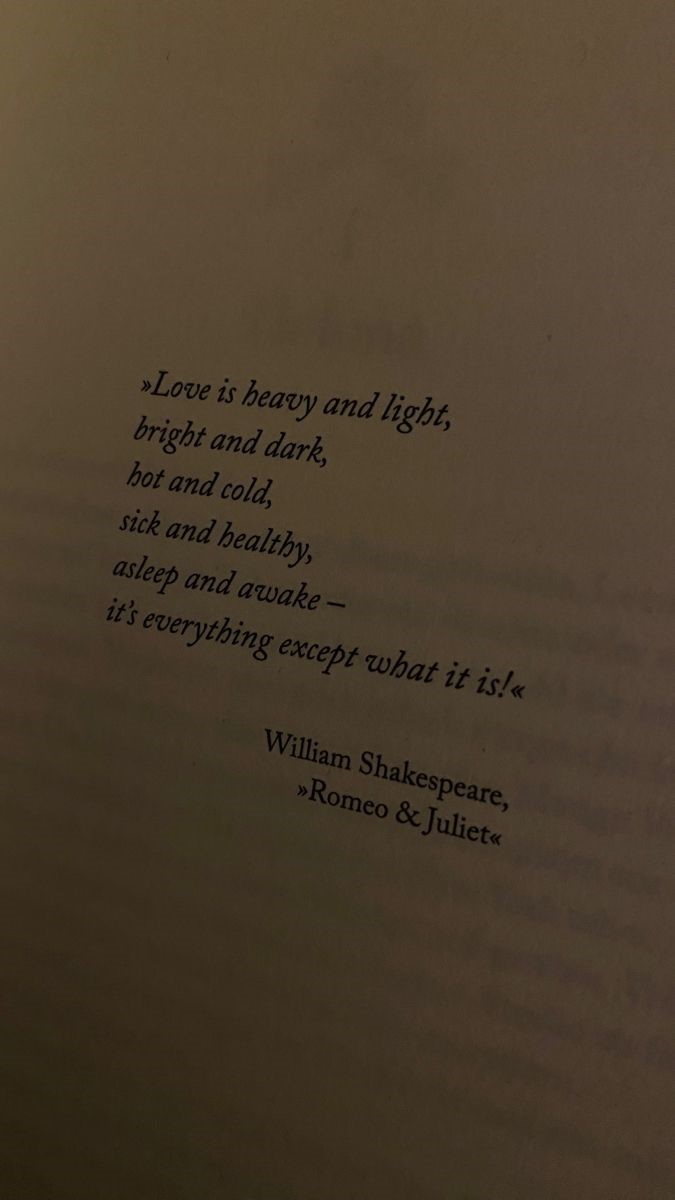 »Love is heavy and light,
bright and dark,
hot and cold,
sick and healthy,
asleep and awake –
it's everything except what it is!«
William Shakespeare,
»Romeo & Juliet«